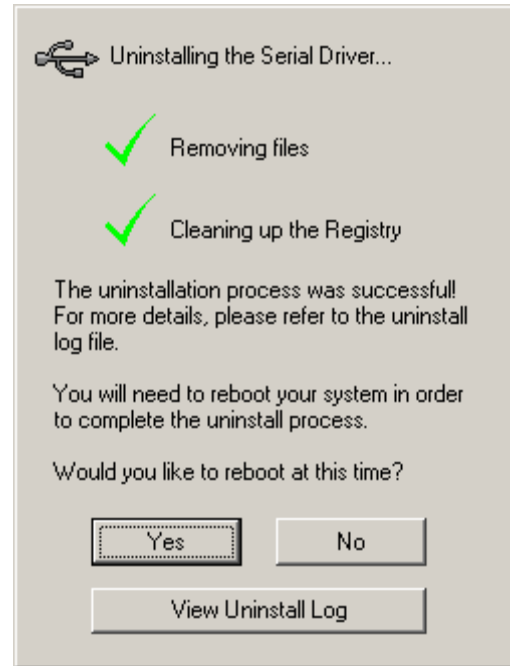 Uninstalling the Serial Driver...
Removing files
Cleaning up the Registry
The uninstallation process was successful!
For more details, please refer to the uninstall
log file.
You will need to reboot your system in order
to complete the uninstall process.
Would you like to reboot at this time?
Yes
No
View Uninstall Log